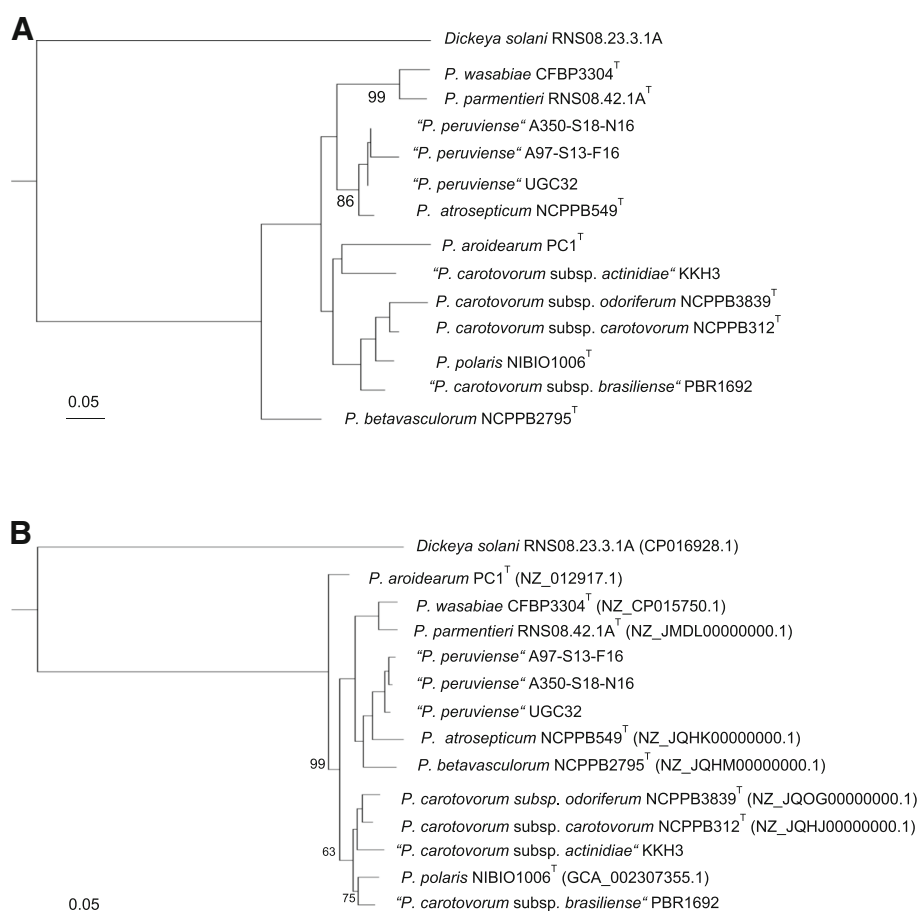 A
Dickeya solani RNS08.23.3.1A
P. wasabiae CFBP3304T
99
P. parmentieri RNS08.42.1AT
“P. peruviense“ A350-S18-N16
“P. peruviense“ A97-S13-F16
“P. peruviense“ UGC32
86
P. atrosepticum NCPPB549T
P. aroidearum PC1T
“P. carotovorum subsp. actinidiae“ KKH3
P. carotovorum subsp. odoriferum NCPPB3839T
P. carotovorum subsp. carotovorum NCPPB312T
P. polaris NIBIO1006T
“P. carotovorum subsp. brasiliense“ PBR1692
0.05
P. betavasculorum NCPPB2795T
B
Dickeya solani RNS08.23.3.1A (CP016928.1)
P. aroidearum PC1T (NZ_012917.1)
P. wasabiae CFBP3304T (NZ_CP015750.1)
P. parmentieri RNS08.42.1AT (NZ_JMDL00000000.1)
“P. peruviense“ A97-S13-F16
“P. peruviense“ A350-S18-N16
“P. peruviense“ UGC32
P. atrosepticum NCPPB549T (NZ_JQHK00000000.1)
99
P. betavasculorum NCPPB2795T (NZ_JQHM00000000.1)
P. carotovorum subsp. odoriferum NCPPB3839T (NZ_JQOG00000000.1)
P. carotovorum subsp. carotovorum NCPPB312T (NZ_JQHJ00000000.1)
63
“P. carotovorum subsp. actinidiae“ KKH3
P. polaris NIBIO1006T (GCA_002307355.1)
75
“P. carotovorum subsp. brasiliense“ PBR1692
0.05